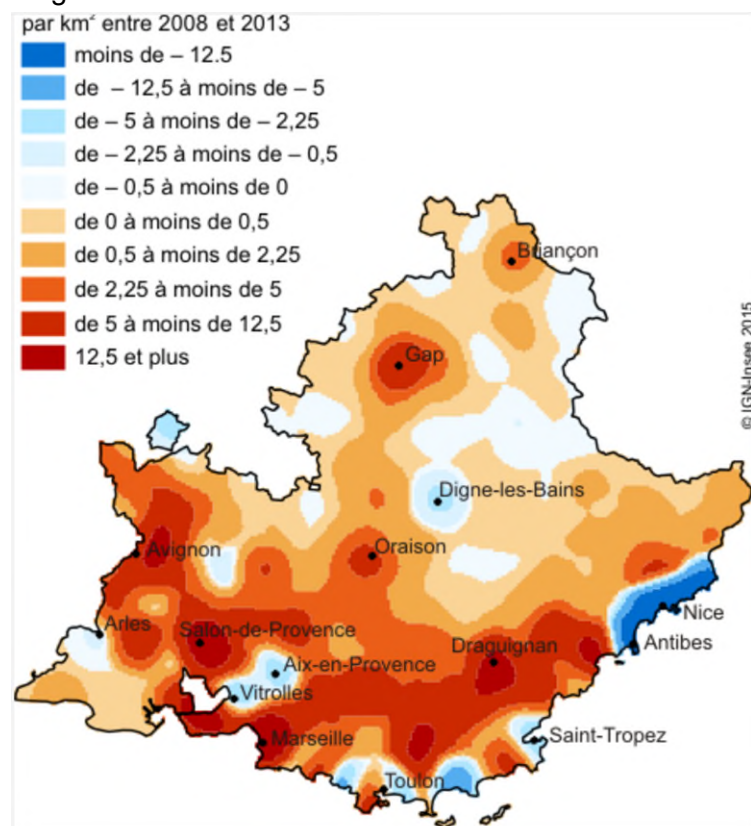 par km² entre 2008 et 2013
moins de – 12.5
de – 12,5 à moins de – 5
de – 5 à moins de – 2,25
de – 2,25 à moins de – 0,5
de – 0,5 à moins de 0
de 0 à moins de 0,5
de 0,5 à moins de 2,25
de 2,25 à moins de 5
de 5 à moins de 12,5
12,5 et plus
Briançon
© IGN-Insee 2015
Gap
Digne-les-Bains
Avignon
Oraison
Nice
Arles
Salon-de-Provence
Draguignan
Antibes
Aix-en-Provence
Vitrolles
Marseille
Saint-Tropez
Toulon